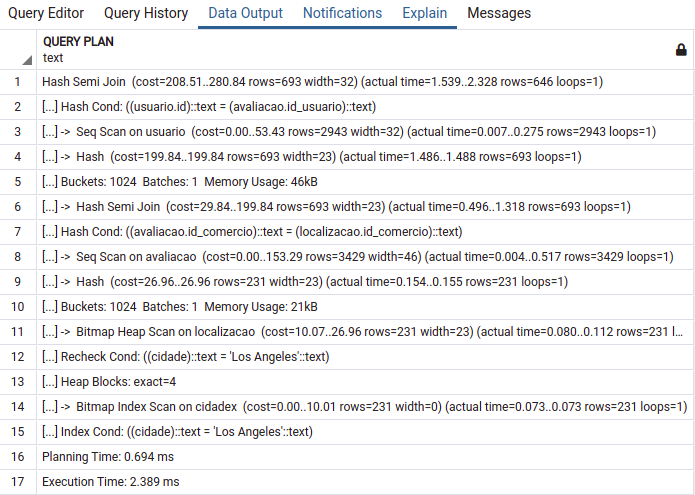 Query Editor Query History Data Output Notifications Explain Messages
QUERY PLAN
text
1 Hash Semi Join (cost=208.51..280.84 rows=693 width=32) (actual time=1.539..2.328 rows=646 loops=1)
2 [...] Hash Cond: ((usuario.id)::text = (avaliacao.id_usuario)::text)
3 [...] -> Seq Scan on usuario (cost=0.00..53.43 rows=2943 width=32) (actual time=0.007..0.275 rows=2943 loops=1)
4 [...] -> Hash (cost=199.84..199.84 rows=693 width=23) (actual time=1.486..1.488 rows=693 loops=1)
5 [...] Buckets: 1024 Batches: 1 Memory Usage: 46kB
6 [...] -> Hash Semi Join (cost=29.84..199.84 rows=693 width=23) (actual time=0.496..1.318 rows=693 loops=1)
7 [...] Hash Cond: ((avaliacao.id_comercio)::text = (localizacao.id_comercio)::text)
8 [...] -> Seq Scan on avaliacao (cost=0.00..153.29 rows=3429 width=46) (actual time=0.004..0.517 rows=3429 loops=1)
9 [...] -> Hash (cost=26.96..26.96 rows=231 width=23) (actual time=0.154..0.155 rows=231 loops=1)
10 [...] Buckets: 1024 Batches: 1 Memory Usage: 21kB
11 [...] -> Bitmap Heap Scan on localizacao (cost=10.07..26.96 rows=231 width=23) (actual time=0.080..0.112 rows=231 l...
12 [...] Recheck Cond: ((cidade)::text = 'Los Angeles'::text)
13 [...] Heap Blocks: exact=4
14 [...] -> Bitmap Index Scan on cidadex (cost=0.00..10.01 rows=231 width=0) (actual time=0.073..0.073 rows=231 loops=1)
15 [...] Index Cond: ((cidade)::text = 'Los Angeles'::text)
16 Planning Time: 0.694 ms
17 Execution Time: 2.389 ms